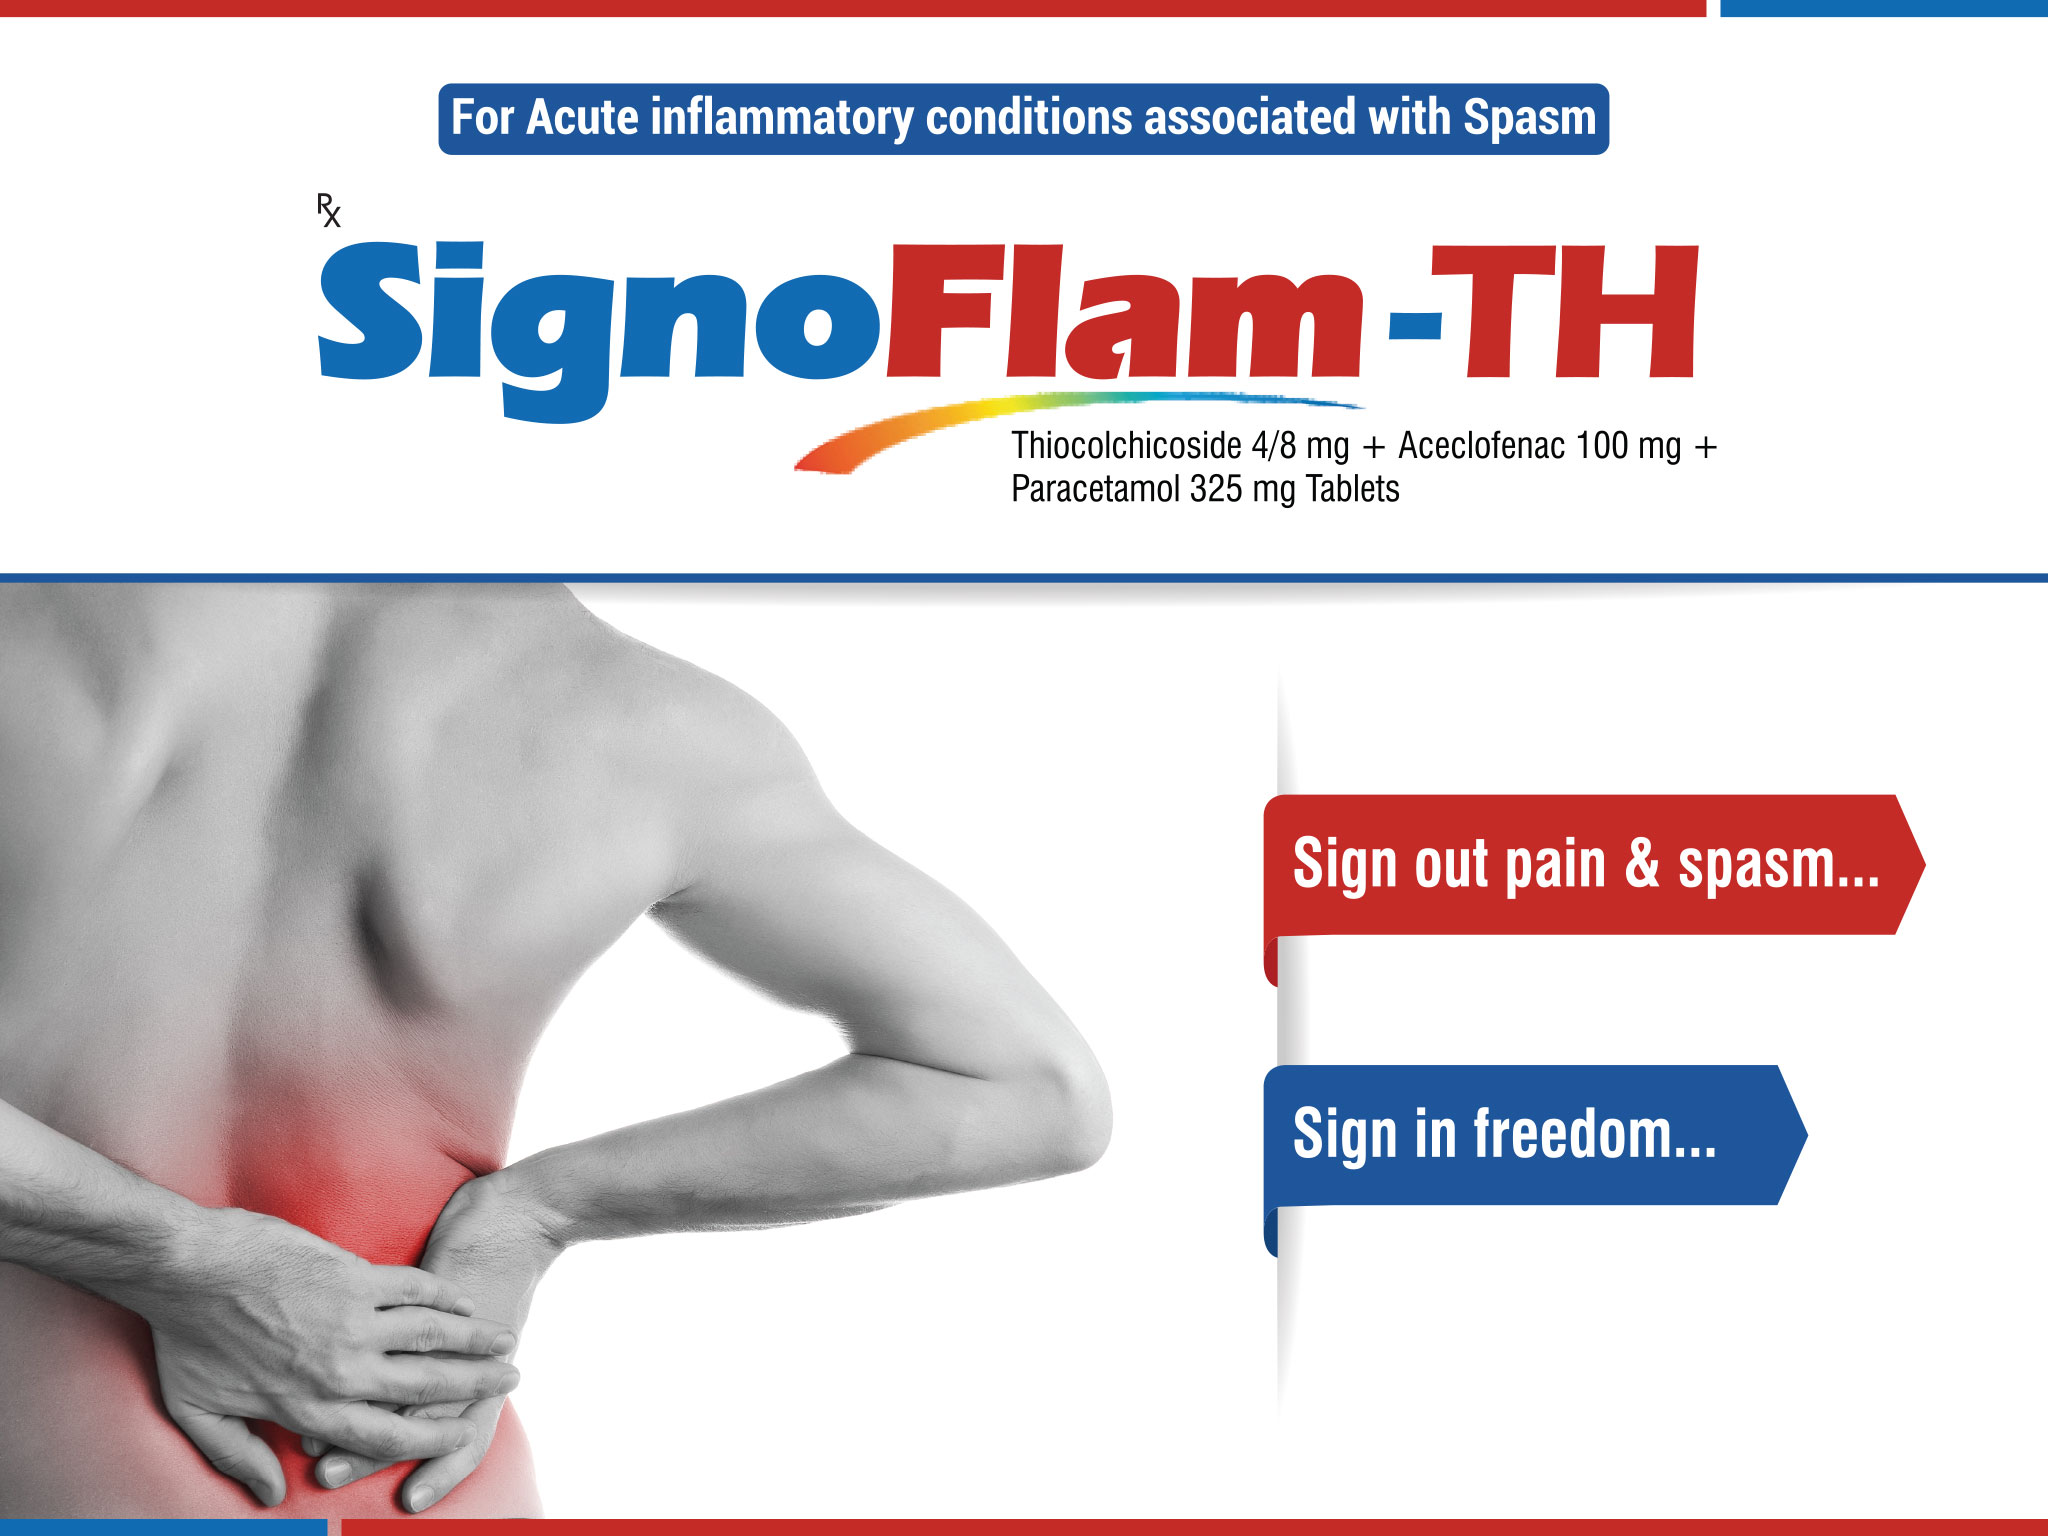 For Acute inflammatory conditions associated with Spasm
Rx
SignoFlam-TH
Thiocolchicoside 4/8 mg + Aceclofenac 100 mg +
Paracetamol 325 mg Tablets
Sign out pain & spasm...
Sign in freedom...